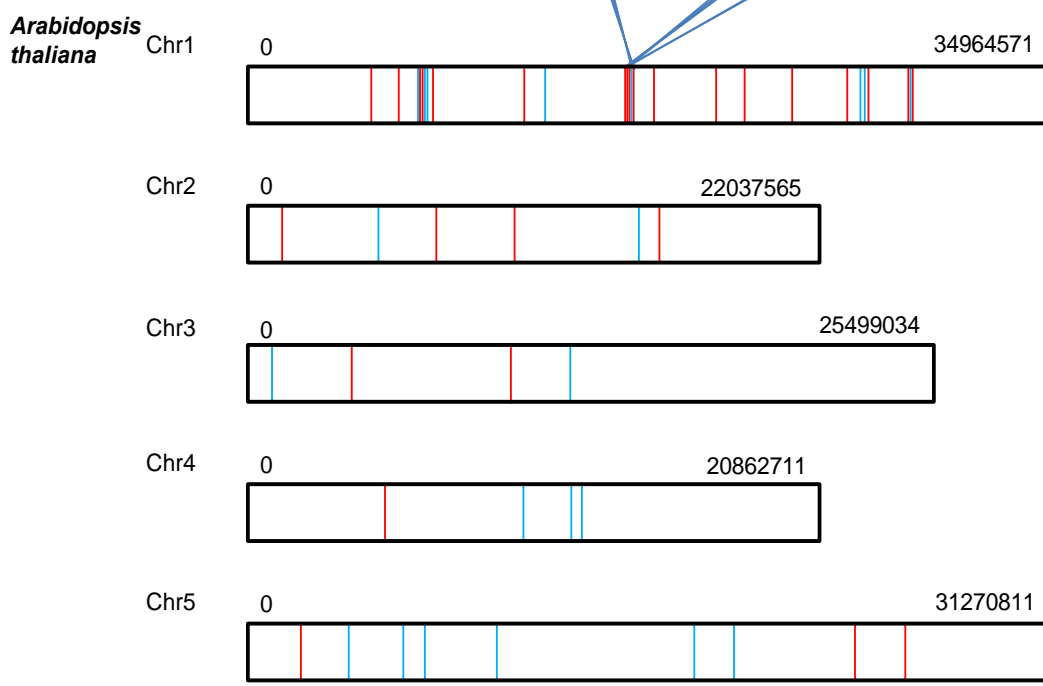 Arabidopsis
thaliana
Chr1 0 34964571
Chr2 0 22037565
Chr3 0 25499034
Chr4 0 20862711
Chr5 0 31270811